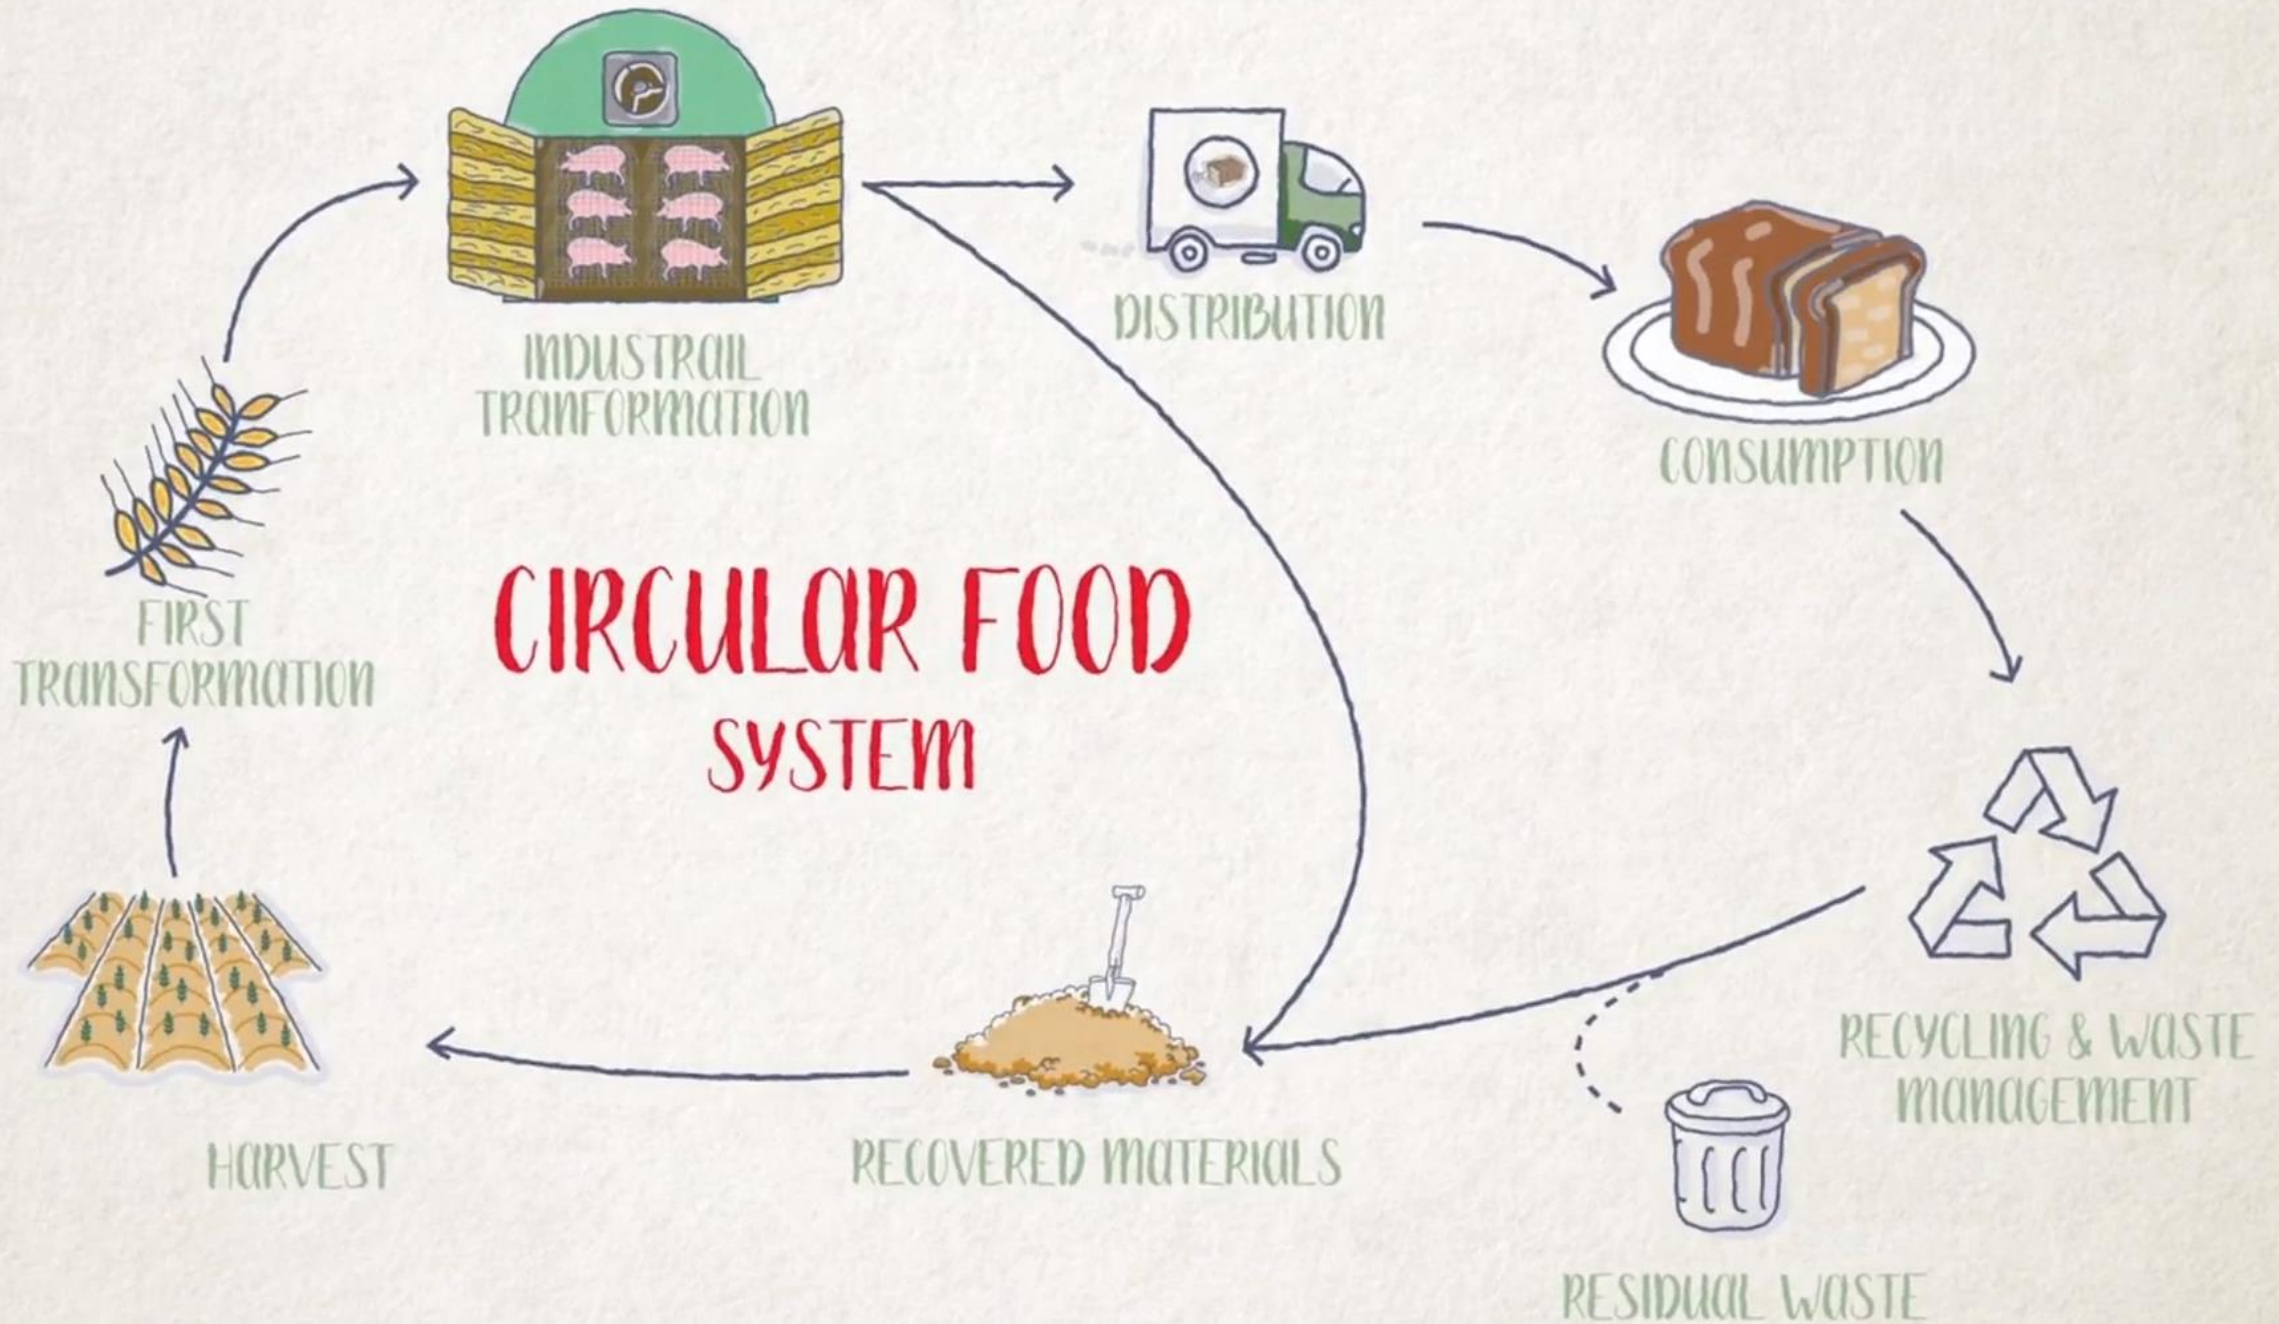 INDUSTRAIL
TRANFORMATION
DISTRIBUTION
CONSUMPTION
FIRST
TRANSFORMATION
CIRCULAR FOOD
SYSTEM
RECYCLING & WASTE
MANAGEMENT
HARVEST
RECOVERED MATERIALS
RESIDUAL WASTE